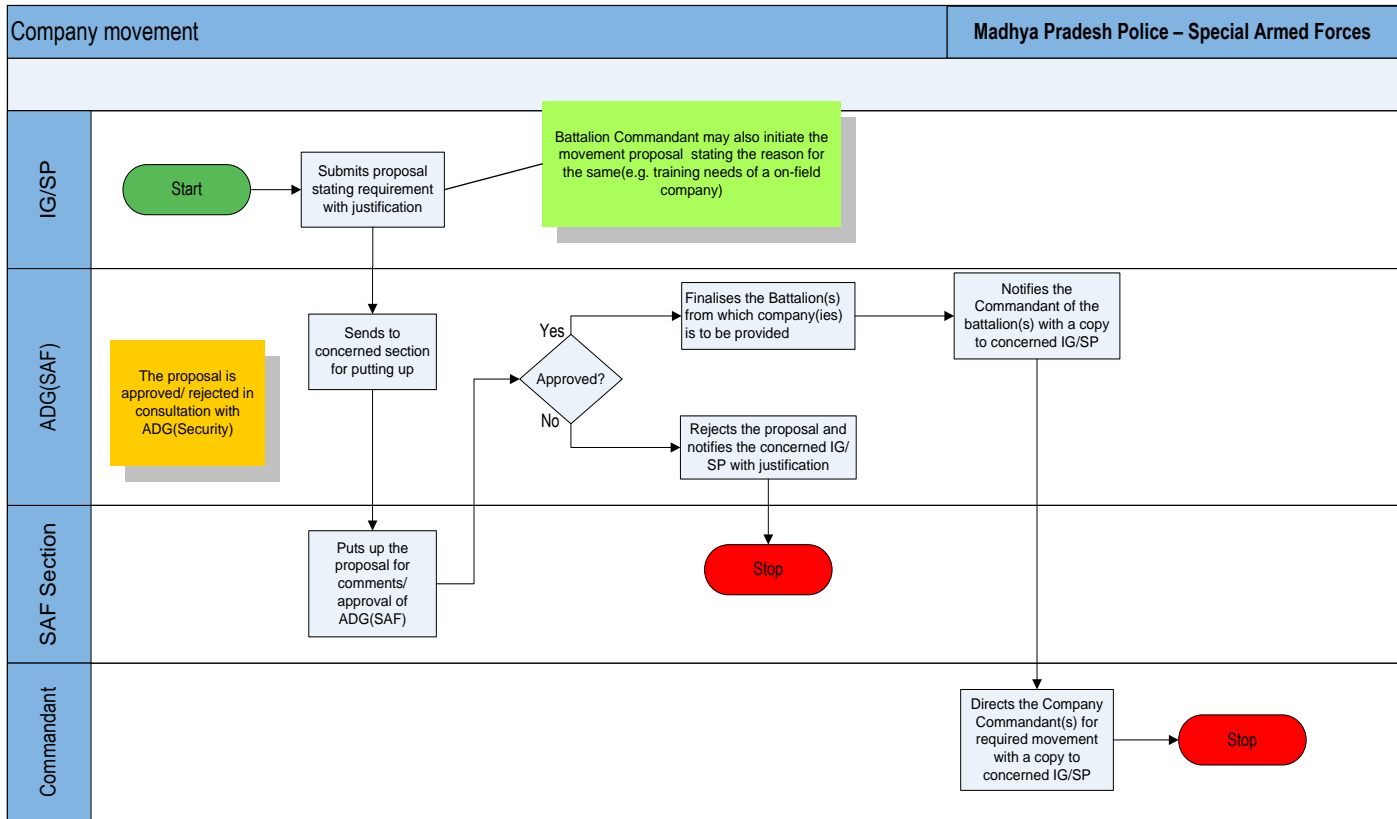 Company movement
Madhya Pradesh Police – Special Armed Forces
IG/SP
Start
Submits proposal
stating requirement
with justification
Battalion Commandant may also initiate the
movement proposal  stating the reason for
the same(e.g. training needs of a on-field
company)
ADG(SAF)
The proposal is
approved/ rejected in
consultation with
ADG(Security)
Sends to
concerned section
for putting up
Approved?
Yes
No
Finalises the Battalion(s)
from which company(ies)
is to be provided
Notifies the
Commandant of the
battalion(s) with a copy
to concerned IG/SP
Rejects the proposal and
notifies the concerned IG/
SP with justification
SAF Section
Puts up the
proposal for
comments/
approval of
ADG(SAF)
Stop
Commandant
Directs the Company
Commandant(s) for
required movement
with a copy to
concerned IG/SP
Stop